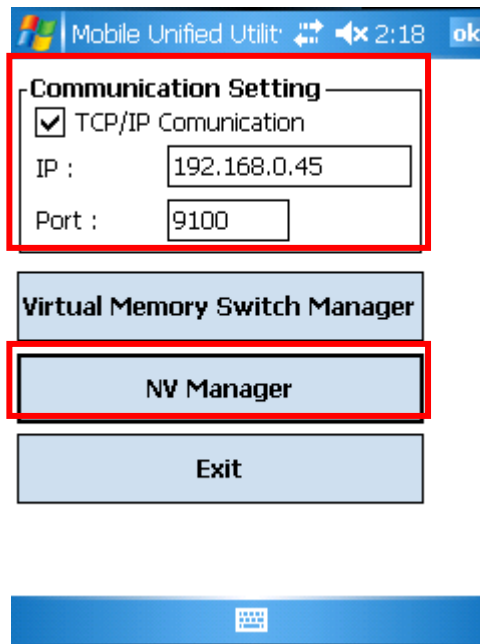 Mobile Unified Utilit 2:18 ok
Communication Setting
TCP/IP Comunication
IP : 192.168.0.45
Port : 9100
Virtual Memory Switch Manager
NV Manager
Exit